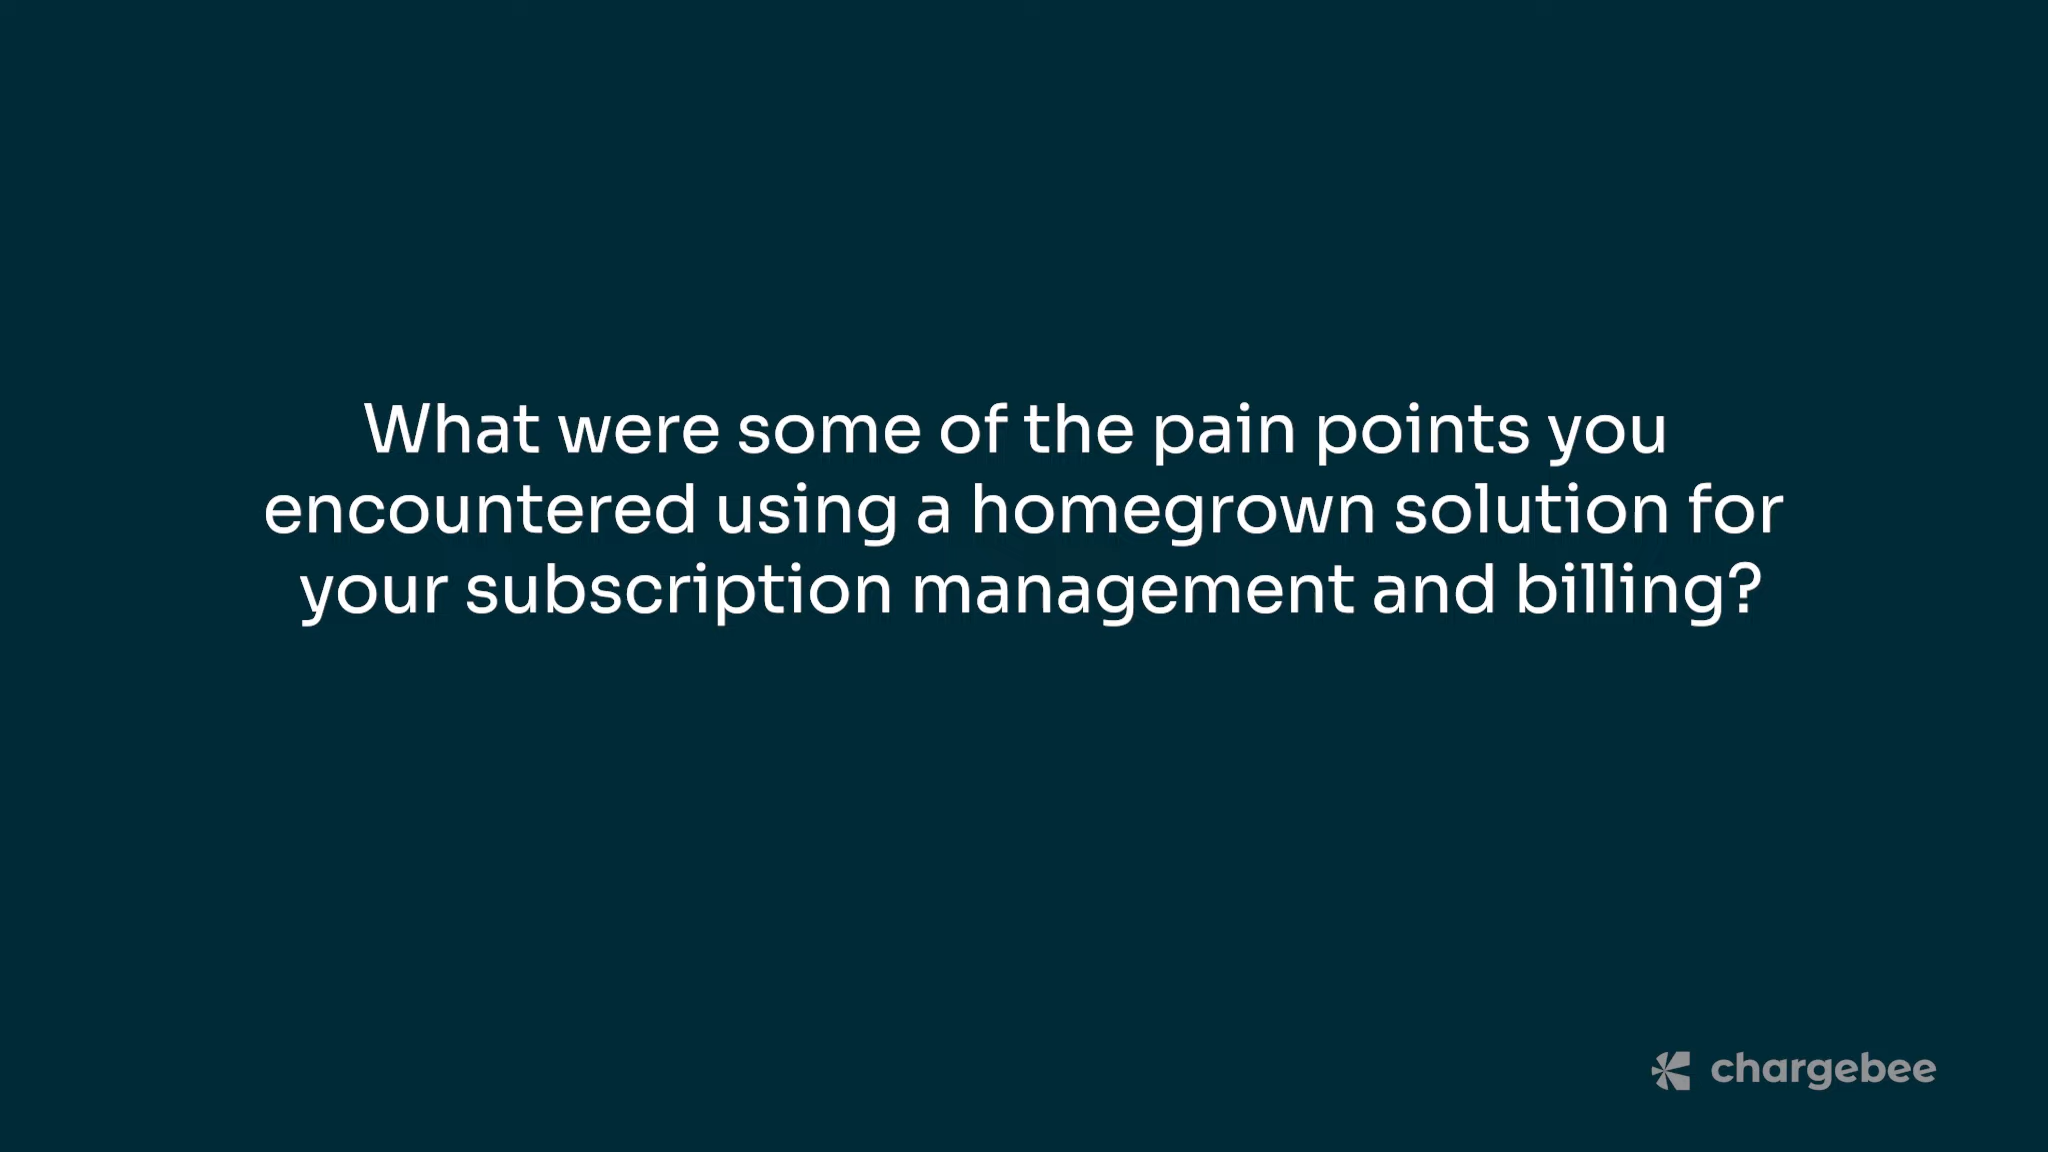 What were some of the pain points you
encountered using a homegrown solution for
your subscription management and billing?
chargebee